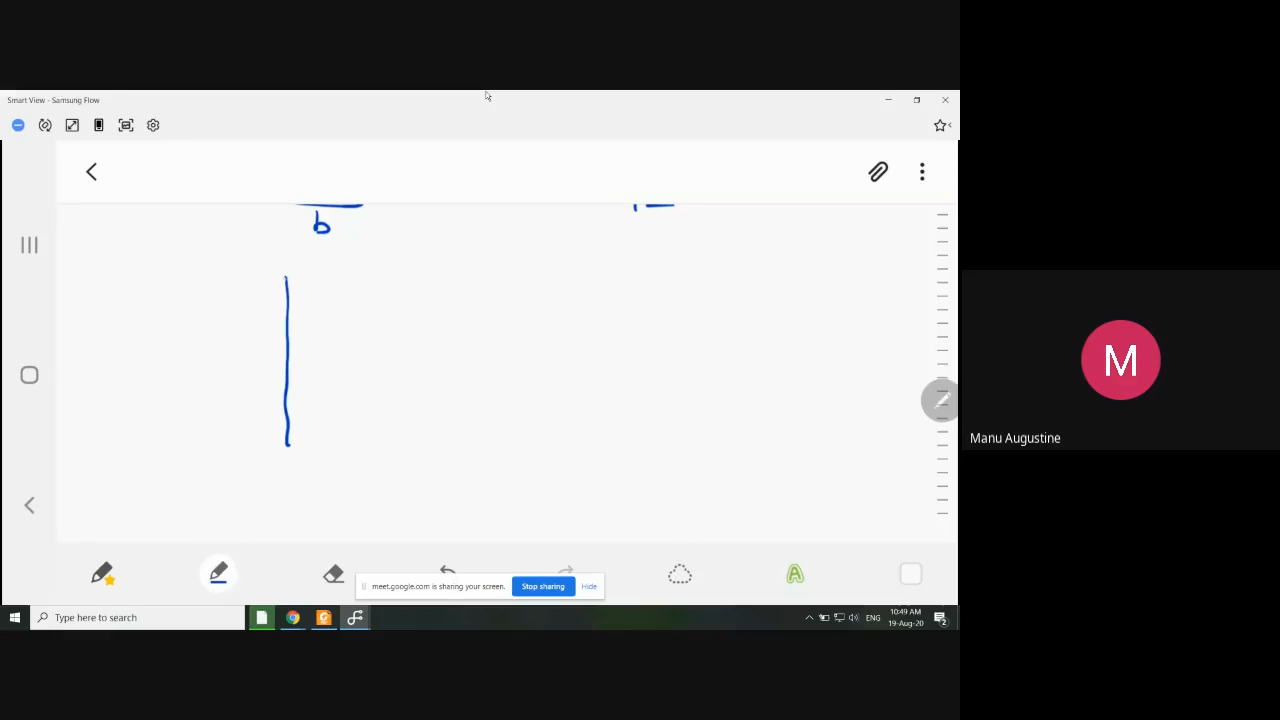 Smart View - Samsung Flow
b
M
Manu Augustine
A
meet.google.com is sharing your screen. Stop sharing Hide
Type here to search
ENG
10:49 AM
19-Aug-20
2